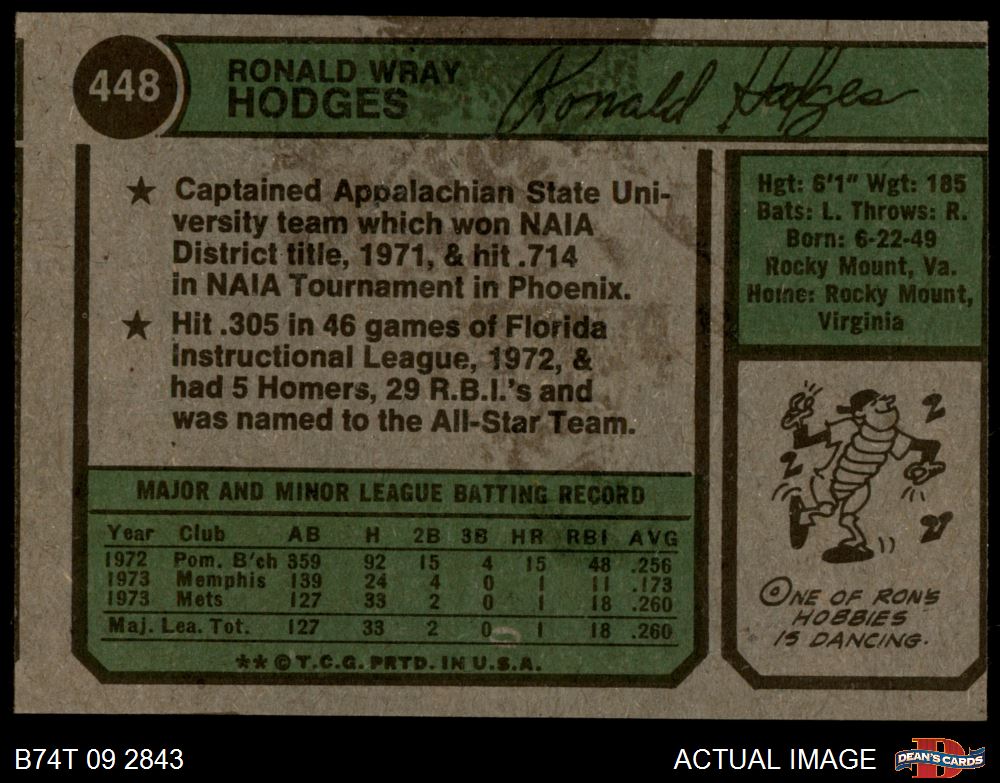 448
RONALD WRAY
HODGES
Ronald Hodges
★ Captained Appalachian State Uni-
versity team which won NAIA
District title, 1971, & hit .714
in NAIA Tournament in Phoenix.
★ Hit .305 in 46 games of Florida
Instructional League, 1972, &
had 5 Homers, 29 R.B.I.'s and
was named to the All-Star Team.
Hgt: 6'1" Wgt: 185
Bats: L. Throws: R.
Born: 6-22-49
Rocky Mount, Va.
Home: Rocky Mount,
Virginia
MAJOR AND MINOR LEAGUE BATTING RECORD
Year Club AB H 2B 3B HR RBI AVG
1972 Pom. B'ch 359 92 15 4 15 48 .256
1973 Memphis 139 24 4 0 1 11 .173
1973 Mets 127 33 2 0 1 18 .260
Maj. Lea. Tot. 127 33 2 0 1 18 .260
** © T.C.G. PRTD. IN U.S.A.
ONE OF RON'S
HOBBIES
IS DANCING.
B74T 09 2843
ACTUAL IMAGE
DEAN'S CARDS